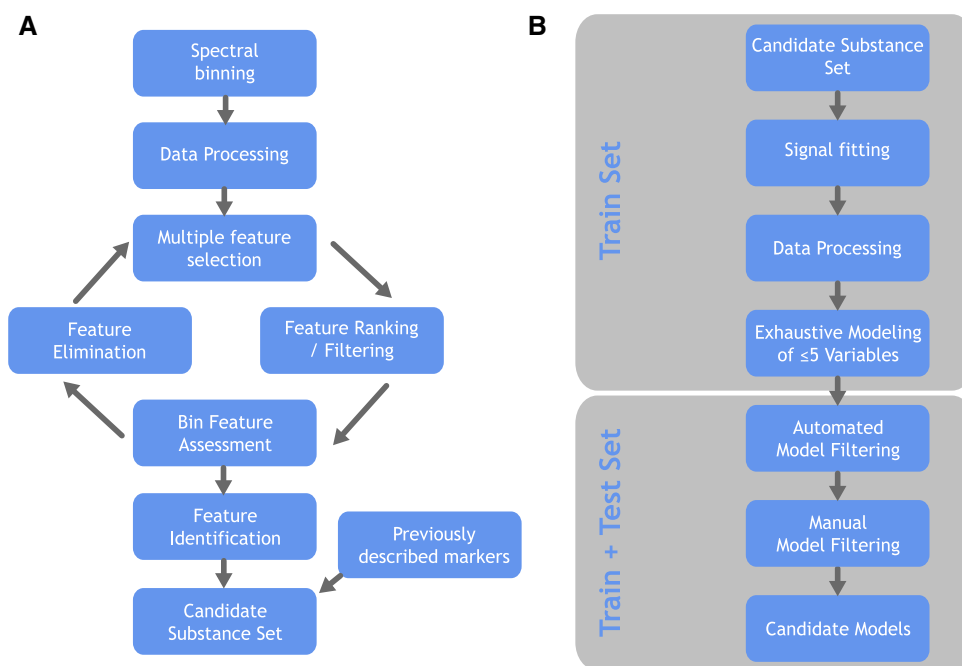 A
Spectral
binning
Data Processing
Multiple feature
selection
Feature
Elimination
Feature Ranking
/ Filtering
Bin Feature
Assessment
Feature
Identification
Previously
described markers
Candidate
Substance Set
B
Train Set
Candidate Substance
Set
Signal fitting
Data Processing
Exhaustive Modeling
of ≤5 Variables
Train + Test Set
Automated
Model Filtering
Manual
Model Filtering
Candidate Models